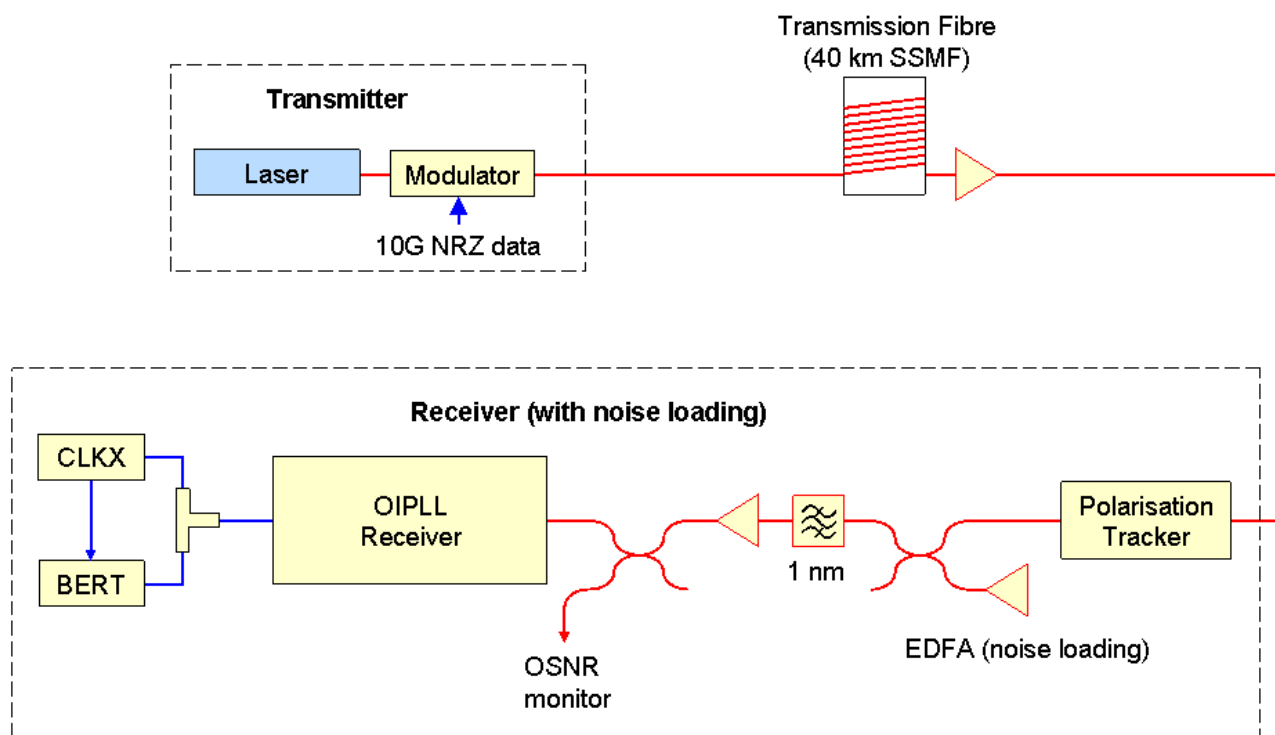 Transmission Fibre
(40 km SSMF)
Transmitter
Laser
Modulator
10G NRZ data
Receiver (with noise loading)
CLKX
BERT
OIPLL
Receiver
OSNR
monitor
1 nm
Polarisation
Tracker
EDFA (noise loading)